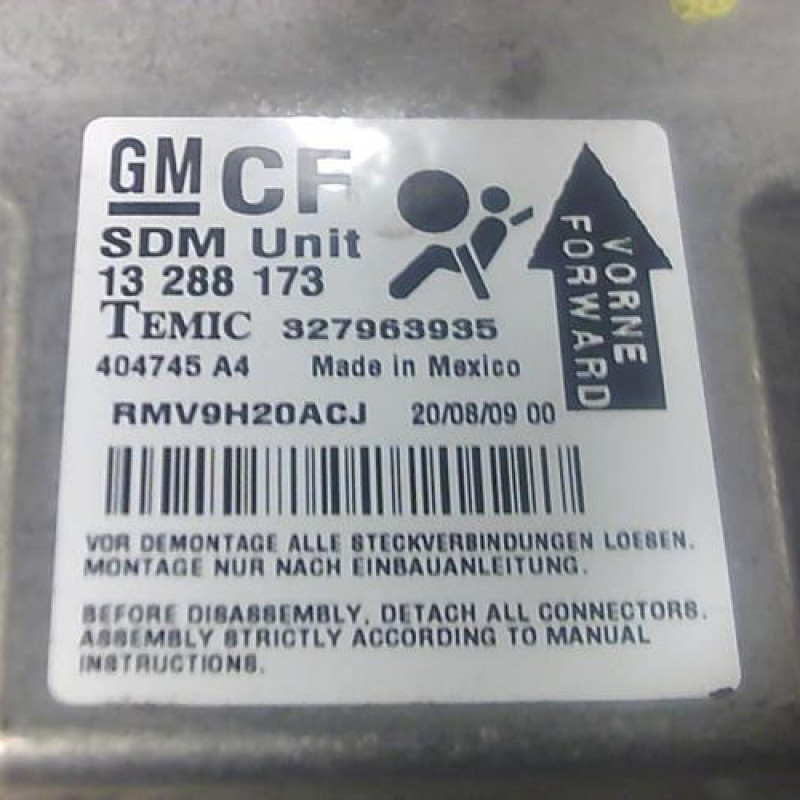 GM CF
SDM Unit
13 288 173
TEMIC 327963935
404745 A4 Made in Mexico
RMV9H20ACJ 20/08/09 00
VORNE
FORWARD
VOR DEMONTAGE ALLE STECKVERBINDUNGEN LOESEN.
MONTAGE NUR NACH EINBAUANLEITUNG.
BEFORE DISASSEMBLY, DETACH ALL CONNECTORS.
ASSEMBLY STRICTLY ACCORDING TO MANUAL
INSTRUCTIONS.